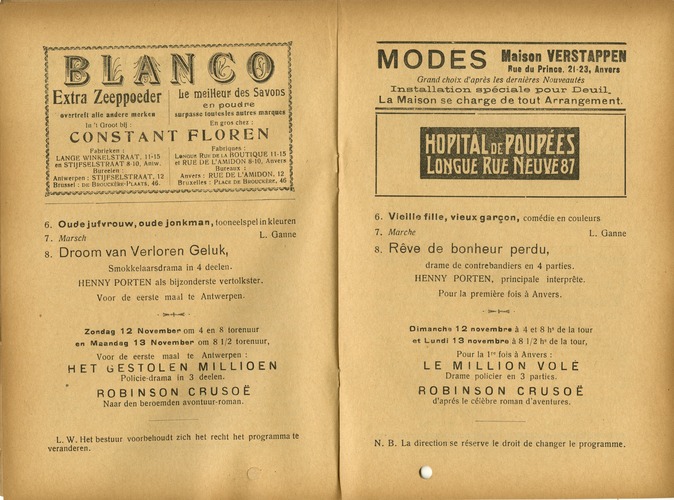 BLANCO
Extra Zeeppoeder
overtreft alle andere merken
In 't Groot bij :
Le meilleur des Savons
en poudre
surpasse toutes les autres marques
En gros chez :
CONSTANT FLOREN
Fabrieken :
LANGE WINKELSTRAAT, 11-15
en STIJFSELSTRAAT 8-10, Antw.
Bureelen :
Antwerpen : STIJFSELSTRAAT, 12
Brussel : DE BROUCKÈRE-PLAATS, 46.
Fabriques :
LONGUE RUE DE LA BOUTIQUE 11-15
et RUE DE L'AMIDON 8-10, ANVERS
Bureaux :
Anvers : RUE DE L'AMIDON, 12
Bruxelles : PLACE DE BROUCKÈRE, 46
6. Oude jufvrouw, oude jonkman, tooneelspel in kleuren
7. Marsch L. Ganne
8. Droom van Verloren Geluk,
Smokkelaarsdrama in 4 deelen.
HENNY PORTEN als bijzonderste vertolkster.
Voor de eerste maal te Antwerpen.
Zondag 12 November om 4 en 8 torenuur
en Maandag 13 November om 8 1/2 torenuur,
Voor de eerste maal te Antwerpen :
HET GESTOLEN MILLIOEN
Policie-drama in 3 deelen.
ROBINSON CRUSOË
Naar den beroemden avontuur-roman.
L. W. Het bestuur voorbehoudt zich het recht het programma te
veranderen.
MODES Maison VERSTAPPEN
Rue du Prince, 21-23, Anvers
Grand choix d'après les dernières Nouveautés
Installation spéciale pour Deuil.
La Maison se charge de tout Arrangement.
HOPITAL DE POUPÉES
LONGUE RUE NEUVE 87
6. Vieille fille, vieux garçon, comédie en couleurs
7. Marche L. Ganne
8. Rêve de bonheur perdu,
drame de contrebandiers en 4 parties.
HENNY PORTEN, principale interprête.
Pour la première fois à Anvers.
Dimanche 12 novembre à 4 et 8 hs de la tour
et Lundi 13 novembre à 8 1/2 hs de la tour,
Pour la 1re fois à Anvers :
LE MILLION VOLÉ
Drame policier en 3 parties.
ROBINSON CRUSOË
d'après le célèbre roman d'aventures.
N. B. La direction se réserve le droit de changer le programme.